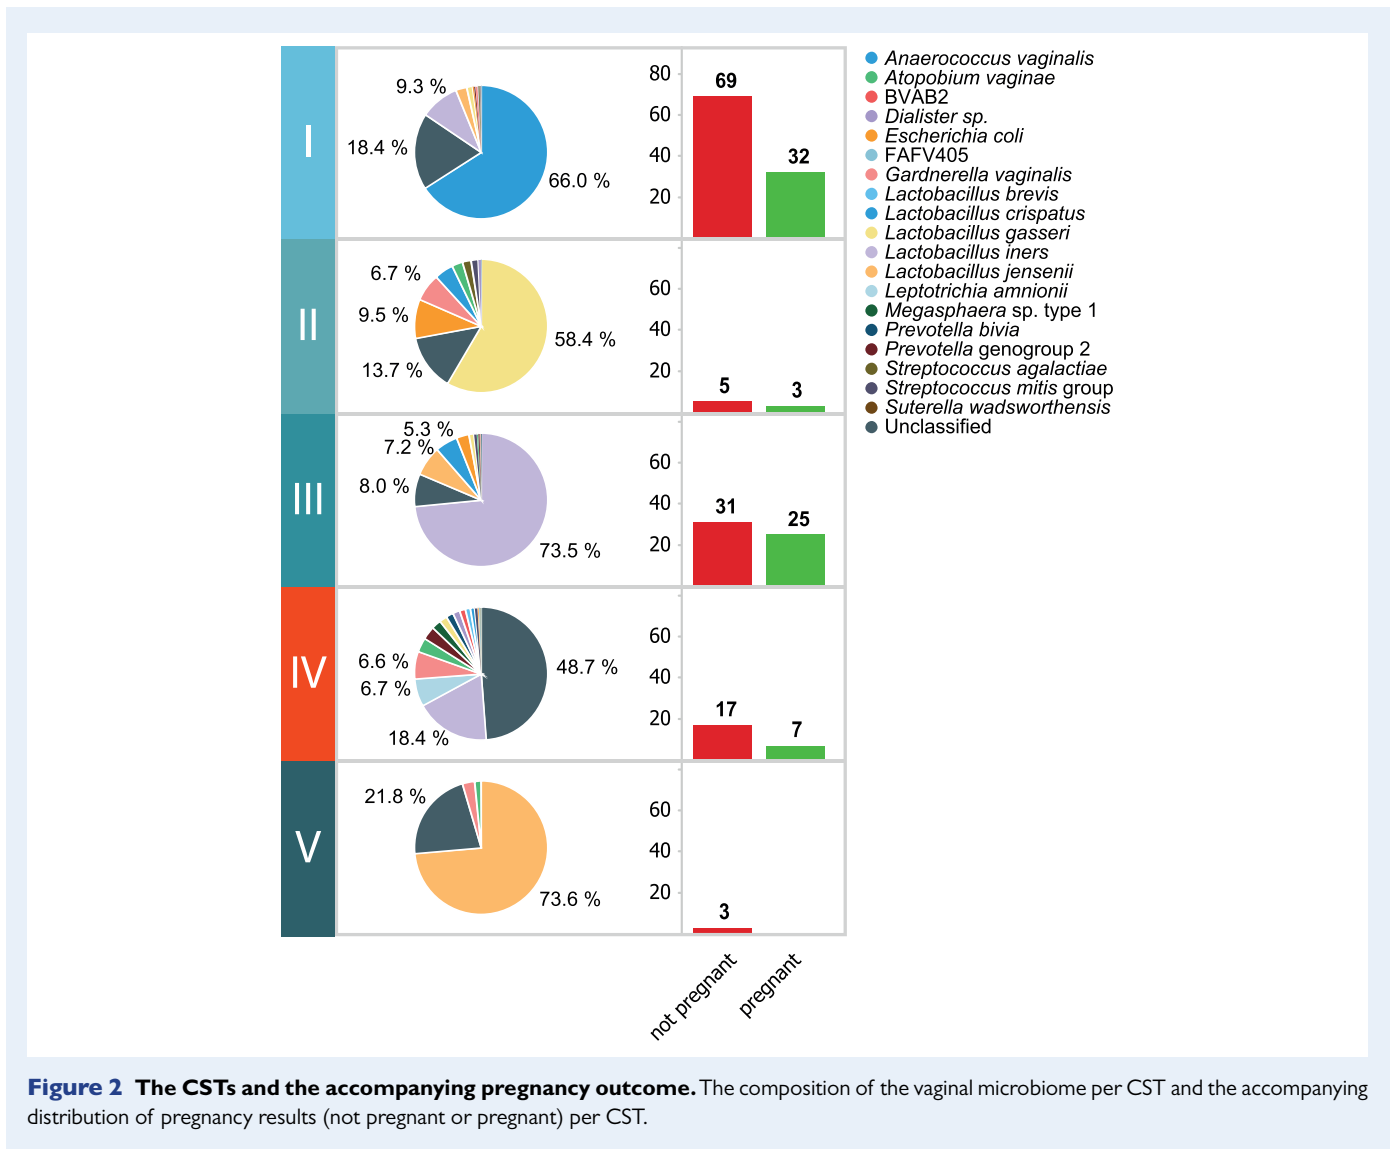 I
9.3 %
18.4 %
66.0 %
80
60
40
20
69
32
II
6.7 %
9.5 %
13.7 %
58.4 %
60
40
20
5
3
III
5.3 %
7.2 %
8.0 %
73.5 %
60
40
20
31
25
IV
6.6 %
6.7 %
18.4 %
48.7 %
60
40
20
17
7
V
21.8 %
73.6 %
60
40
20
3
not pregnant
pregnant
Anaerococcus vaginalis
Atopobium vaginae
BVAB2
Dialister sp.
Escherichia coli
FAFV405
Gardnerella vaginalis
Lactobacillus brevis
Lactobacillus crispatus
Lactobacillus gasseri
Lactobacillus iners
Lactobacillus jensenii
Leptotrichia amnionii
Megasphaera sp. type 1
Prevotella bivia
Prevotella genogroup 2
Streptococcus agalactiae
Streptococcus mitis group
Suterella wadsworthensis
Unclassified
Figure 2 The CSTs and the accompanying pregnancy outcome. The composition of the vaginal microbiome per CST and the accompanying
distribution of pregnancy results (not pregnant or pregnant) per CST.